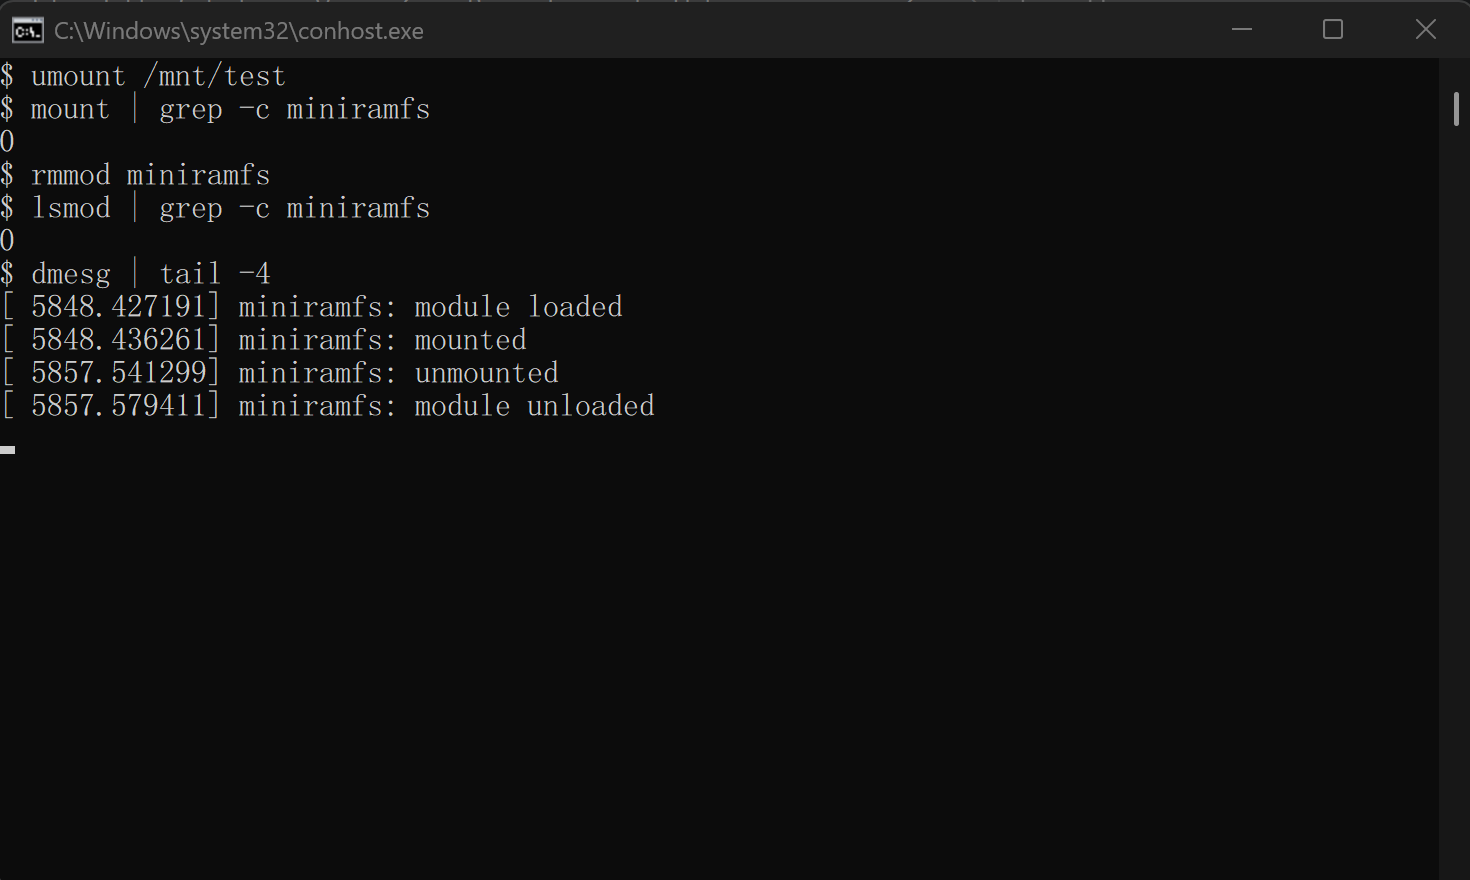 C:\Windows\system32\conhost.exe
$ umount /mnt/test
$ mount | grep -c miniramfs
0
$ rmmod miniramfs
$ lsmod | grep -c miniramfs
0
$ dmesg | tail -4
[ 5848.427191] miniramfs: module loaded
[ 5848.436261] miniramfs: mounted
[ 5857.541299] miniramfs: unmounted
[ 5857.579411] miniramfs: module unloaded